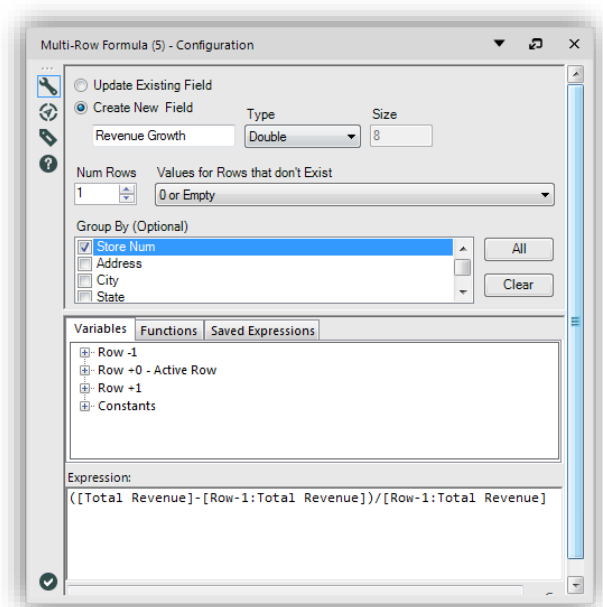 Multi-Row Formula (5) - Configuration
Update Existing Field
Create New Field
Type
Size
Revenue Growth
Double
8
Num Rows
Values for Rows that don't Exist
1
0 or Empty
Group By (Optional)
Store Num
All
Address
City
Clear
State
Variables
Functions
Saved Expressions
Row -1
Row +0 - Active Row
Row +1
Constants
Expression:
([Total Revenue]-[Row-1:Total Revenue])/[Row-1:Total Revenue]